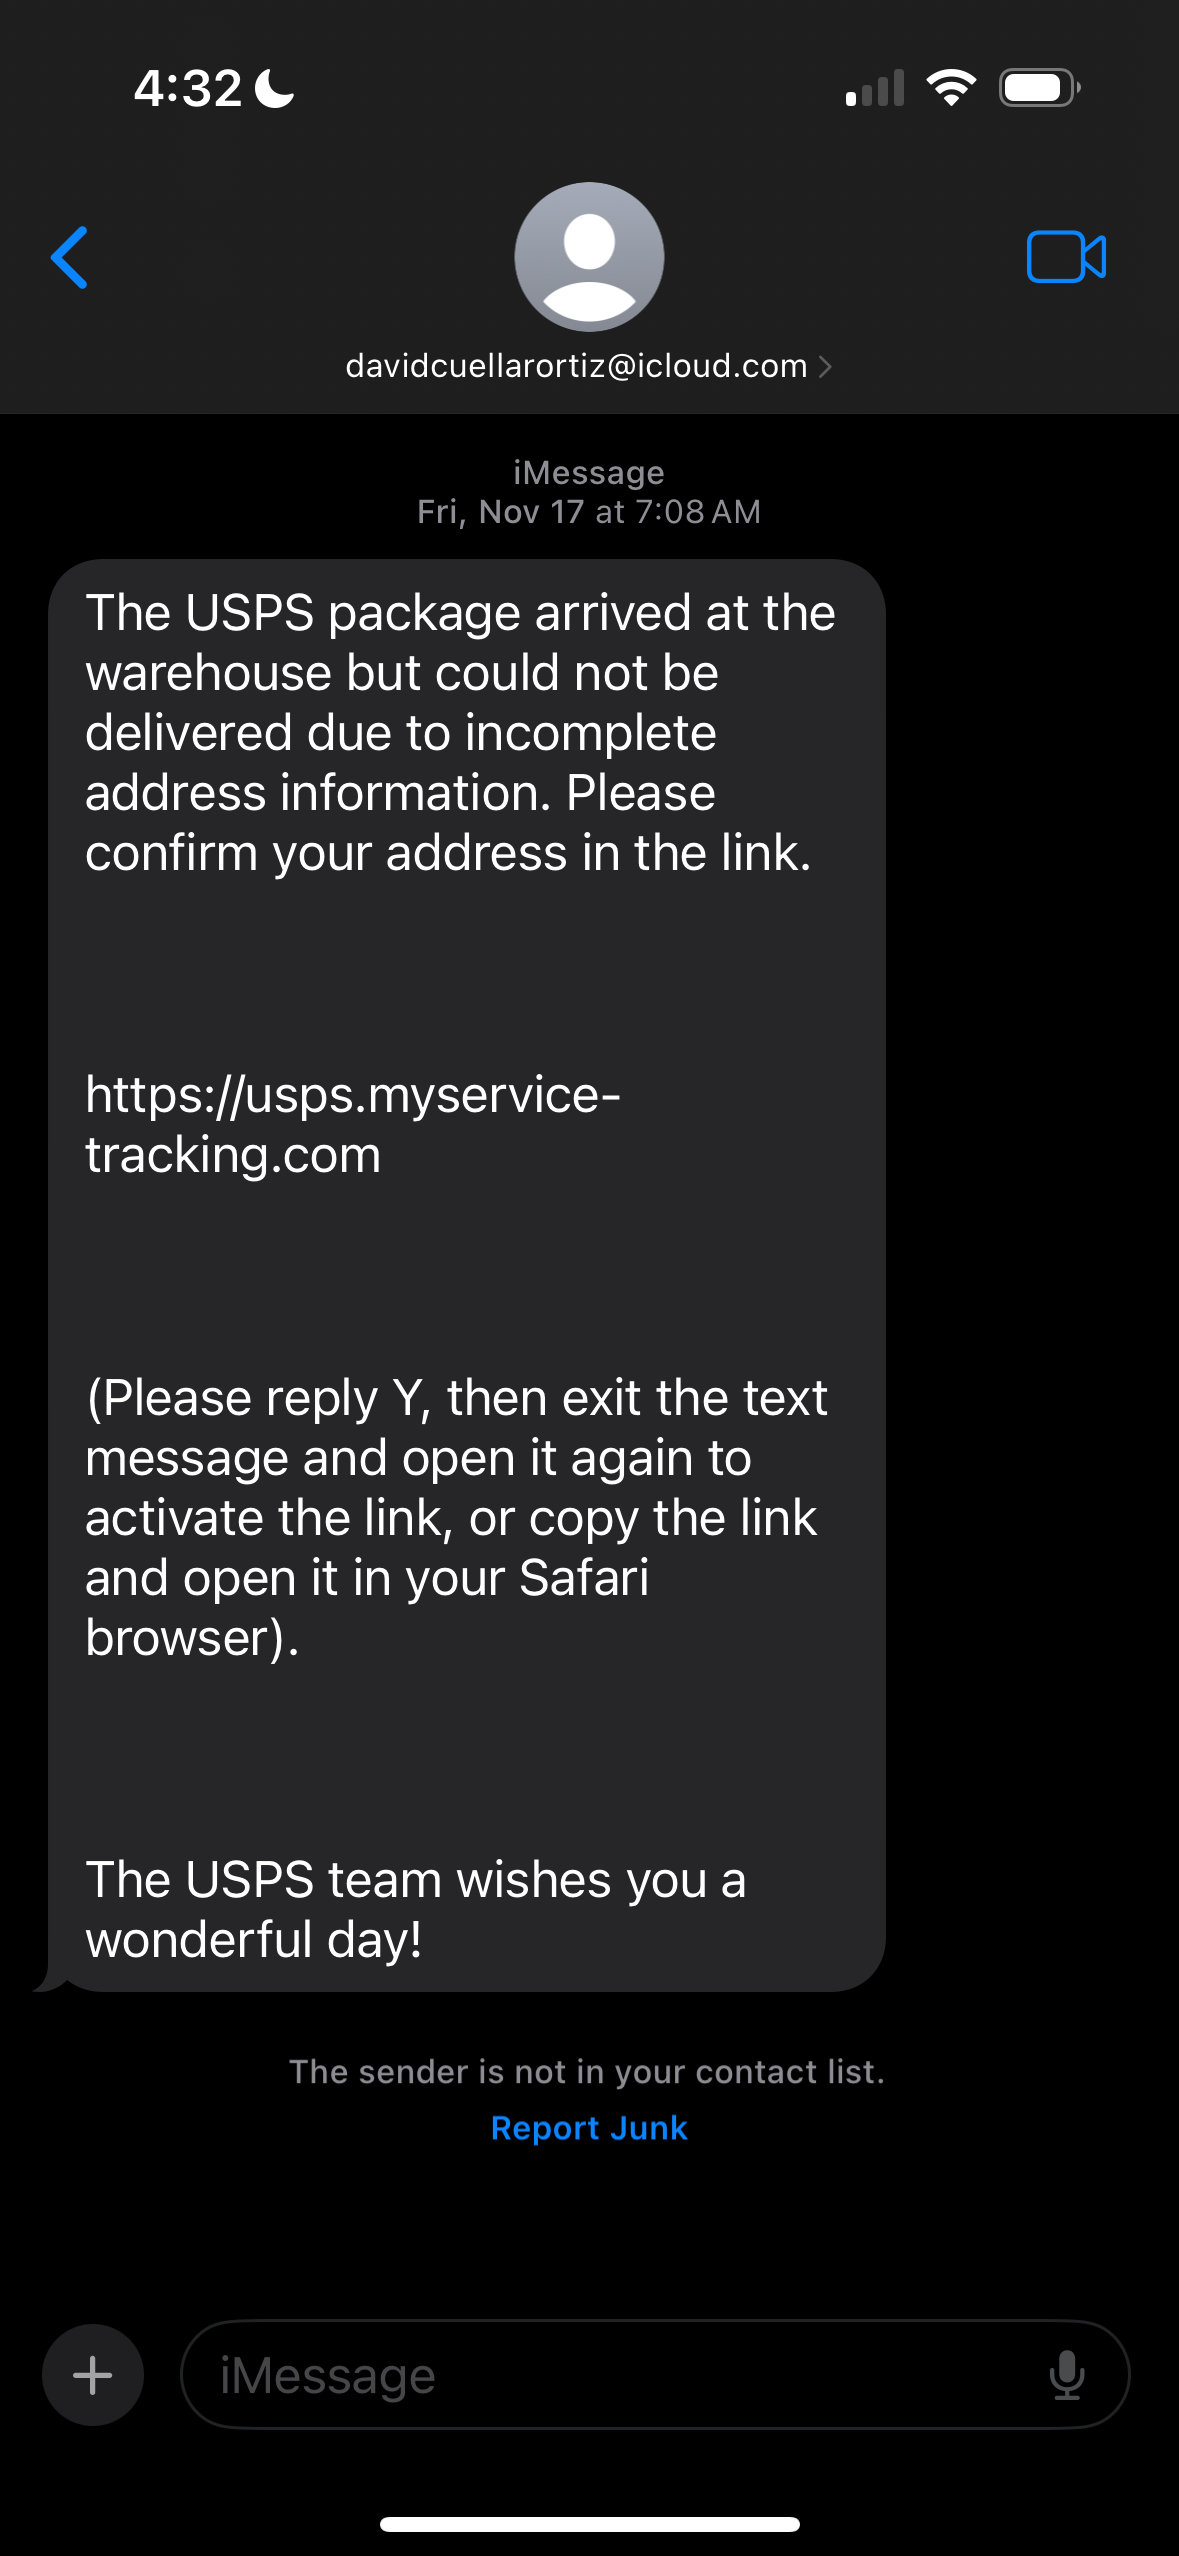 4:32
davidcuellarortiz@icloud.com
iMessage
Fri, Nov 17 at 7:08 AM
The USPS package arrived at the
warehouse but could not be
delivered due to incomplete
address information. Please
confirm your address in the link.
https://usps.myservice-
tracking.com
(Please reply Y, then exit the text
message and open it again to
activate the link, or copy the link
and open it in your Safari
browser).
The USPS team wishes you a
wonderful day!
The sender is not in your contact list.
Report Junk
iMessage